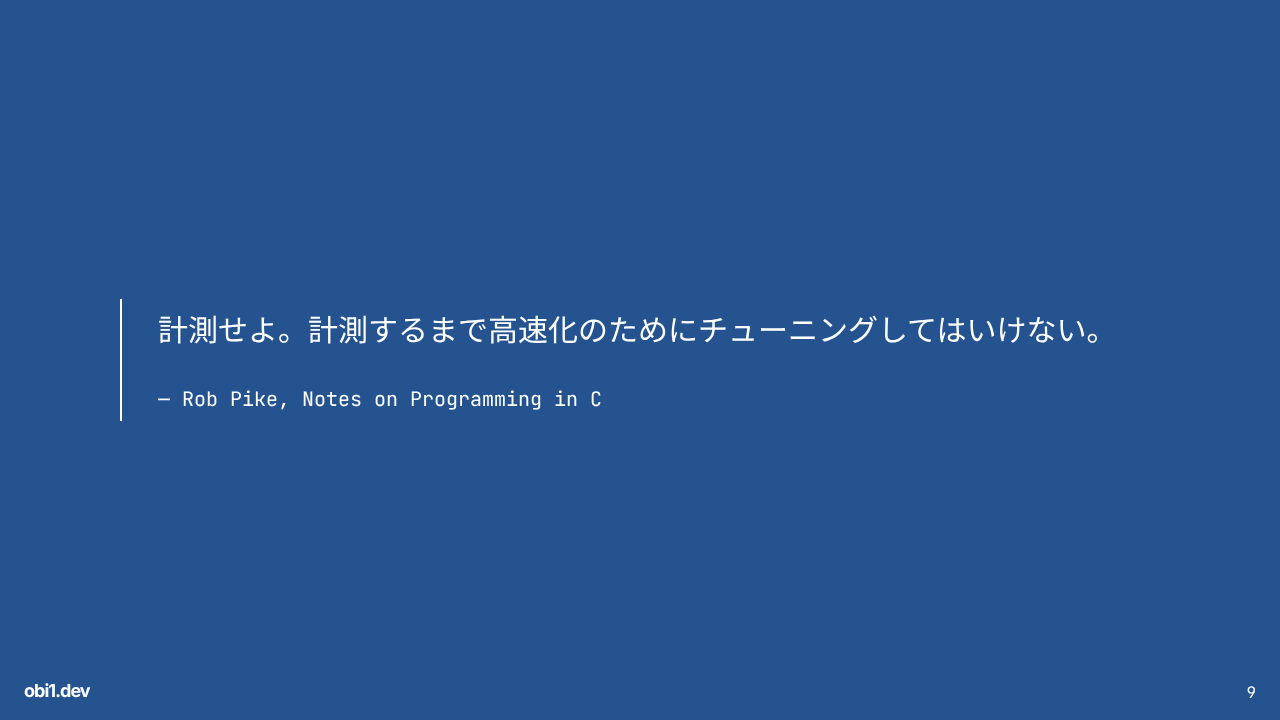 計測せよ。計測するまで高速化のためにチューニングしてはいけない。
— Rob Pike, Notes on Programming in C
obi1.dev
9